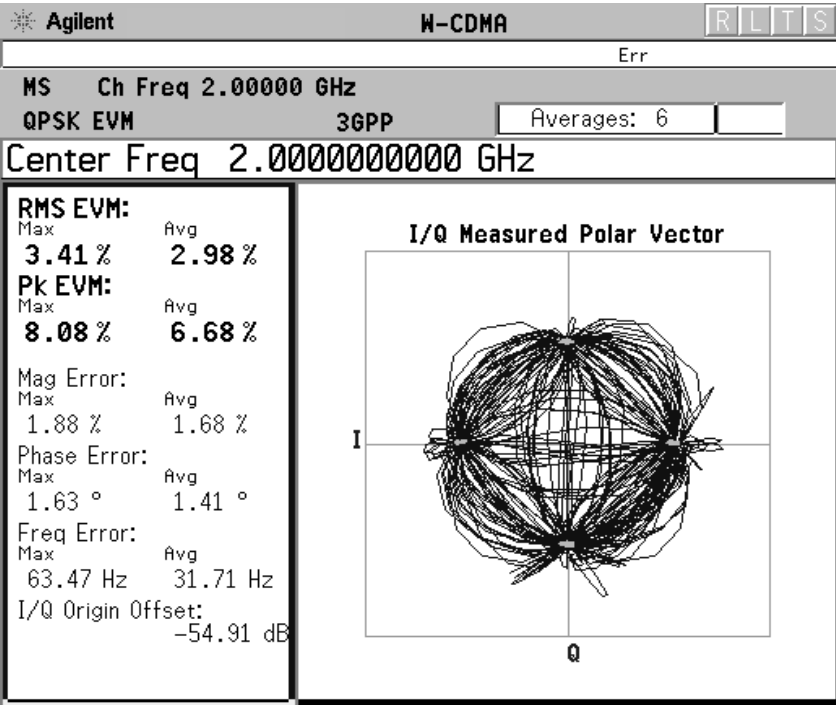 Agilent W-CDMA R L T S
Err
MS Ch Freq 2.00000 GHz
QPSK EVM 3GPP Averages: 6
Center Freq 2.0000000000 GHz
RMS EVM:
Max Avg
3.41 % 2.98 %
Pk EVM:
Max Avg
8.08 % 6.68 %
Mag Error:
Max Avg
1.88 % 1.68 %
Phase Error:
Max Avg
1.63 ° 1.41 °
Freq Error:
Max Avg
63.47 Hz 31.71 Hz
I/Q Origin Offset:
-54.91 dB
I/Q Measured Polar Vector
I
Q